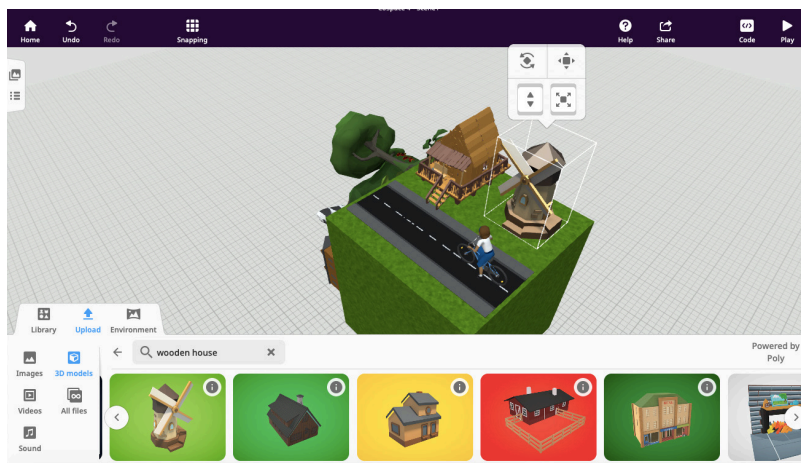 Home
Undo
Redo
Snapping
Help
Share
Code
Play
Library
Upload
Environment
Images
3D models
Videos
All files
Sound
wooden house
Powered by
Poly